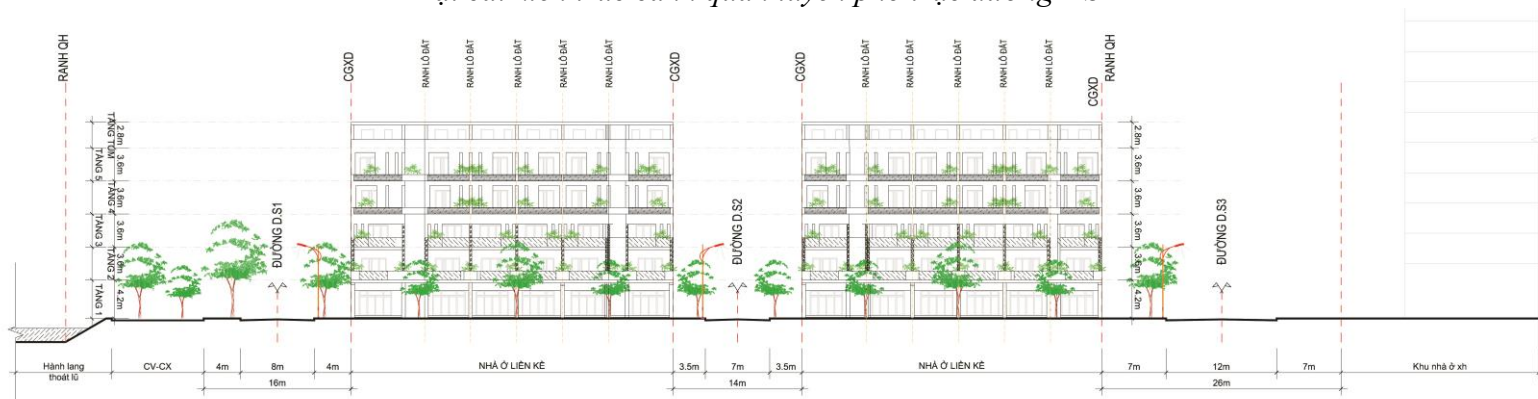 RANH QH
CGXD
RANH LÔ ĐẤT
RANH LÔ ĐẤT
RANH LÔ ĐẤT
RANH LÔ ĐẤT
RANH LÔ ĐẤT
CGXD
CGXD
RANH LÔ ĐẤT
RANH LÔ ĐẤT
RANH LÔ ĐẤT
RANH LÔ ĐẤT
RANH LÔ ĐẤT
CGXD
RANH QH
TẦNG TUM
2.8m
TẦNG 5
3.6m
TẦNG 4
3.6m
TẦNG 3
3.6m
TẦNG 2
3.6m
TẦNG 1
4.2m
ĐƯỜNG D.S1
ĐƯỜNG D.S2
2.8m
3.6m
3.6m
3.6m
3.6m
4.2m
ĐƯỜNG D.S3
Hành lang
thoát lũ
CV-CX
4m
8m
4m
NHÀ Ở LIÊN KẾ
3.5m
7m
3.5m
NHÀ Ở LIÊN KẾ
7m
12m
7m
Khu nhà ở xh
16m
14m
26m